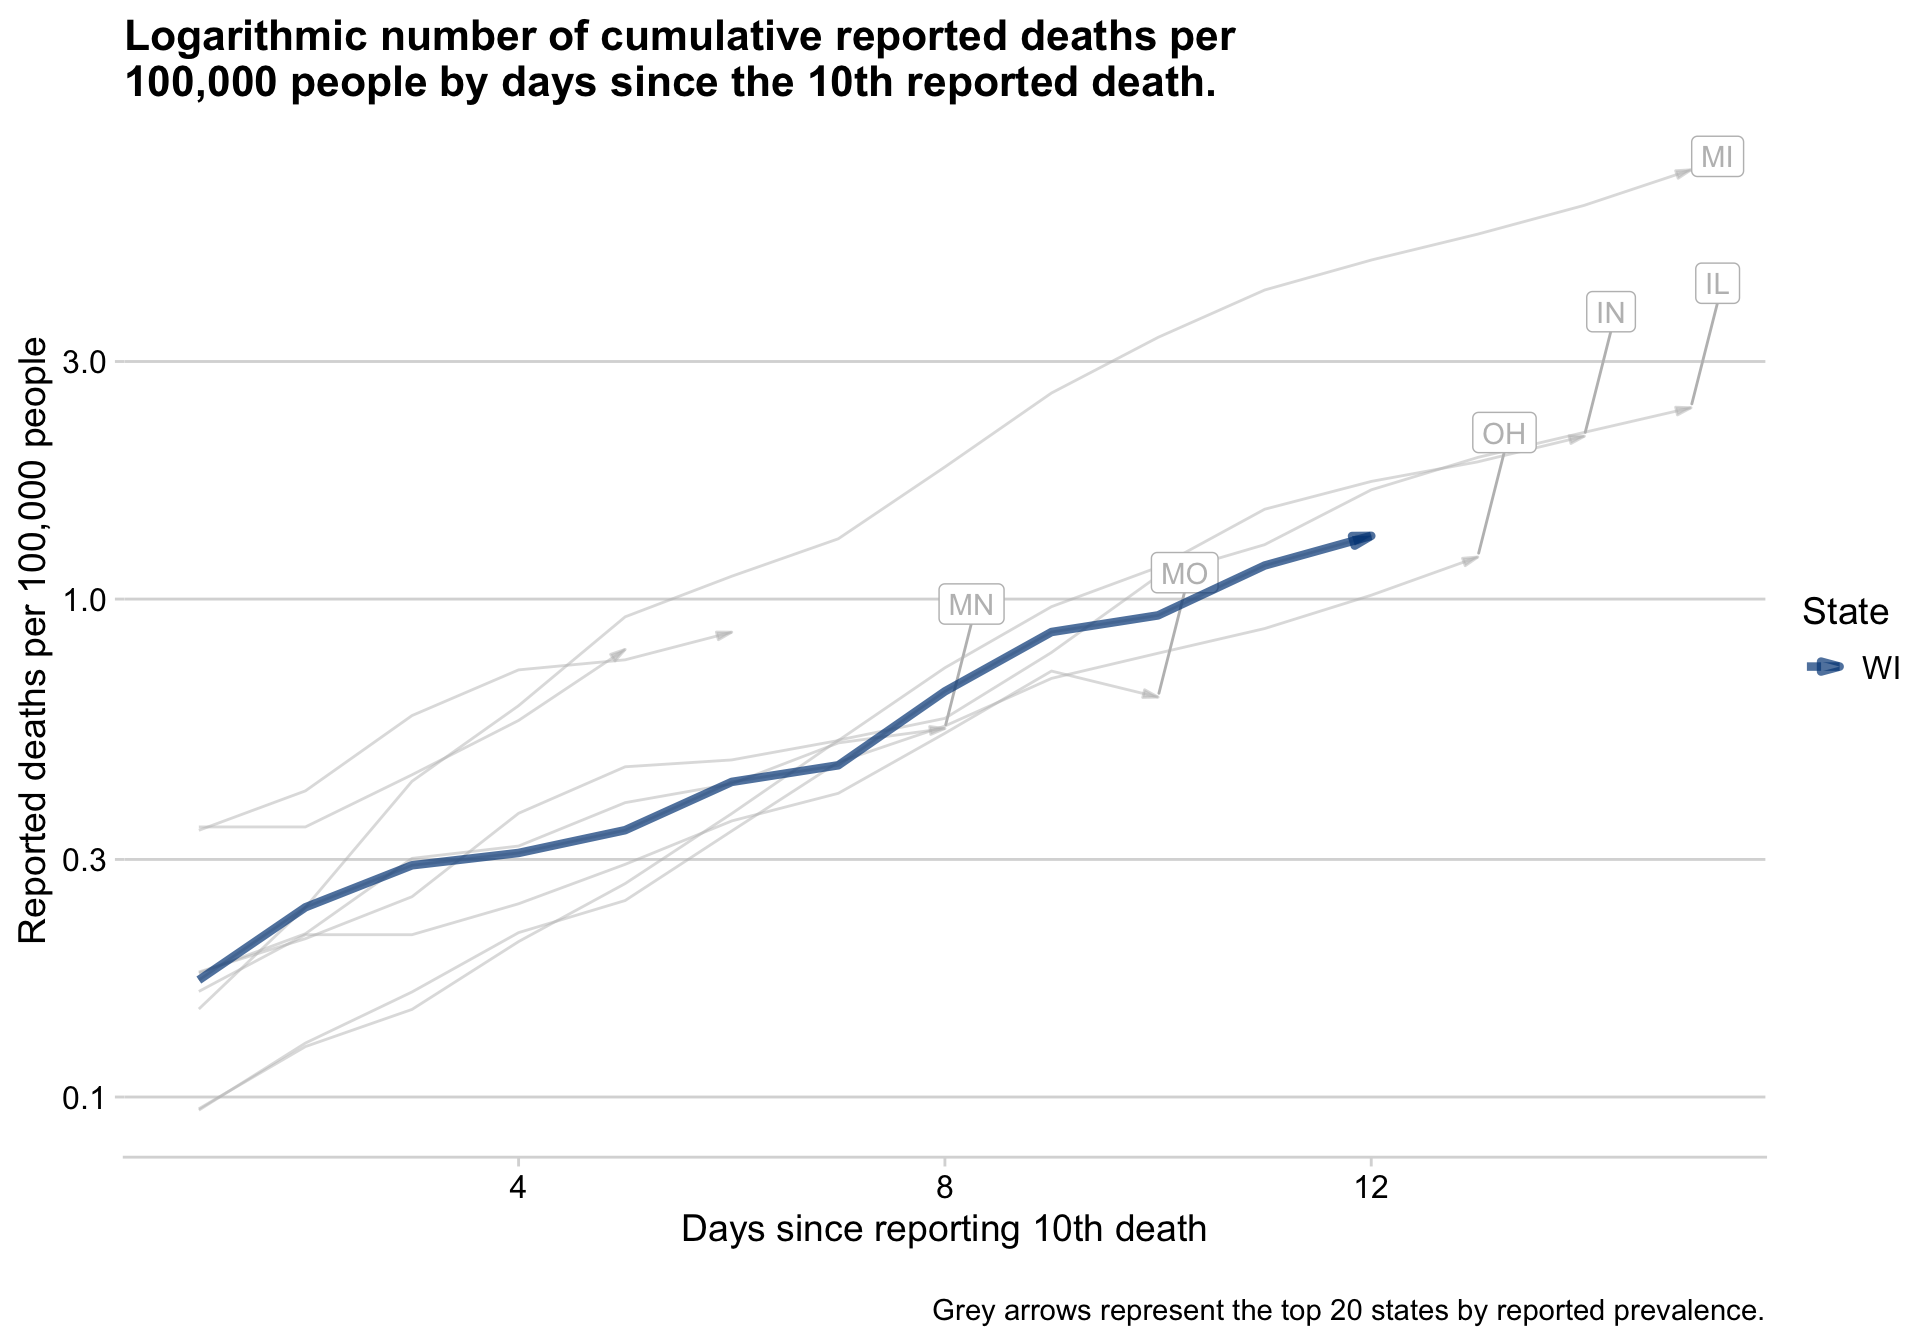 Logarithmic number of cumulative reported deaths per
100,000 people by days since the 10th reported death.
MI
IL
IN
3.0
OH
MO
1.0
MN
State
WI
0.3
0.1
Reported deaths per 100,000 people
4
8
12
Days since reporting 10th death
Grey arrows represent the top 20 states by reported prevalence.